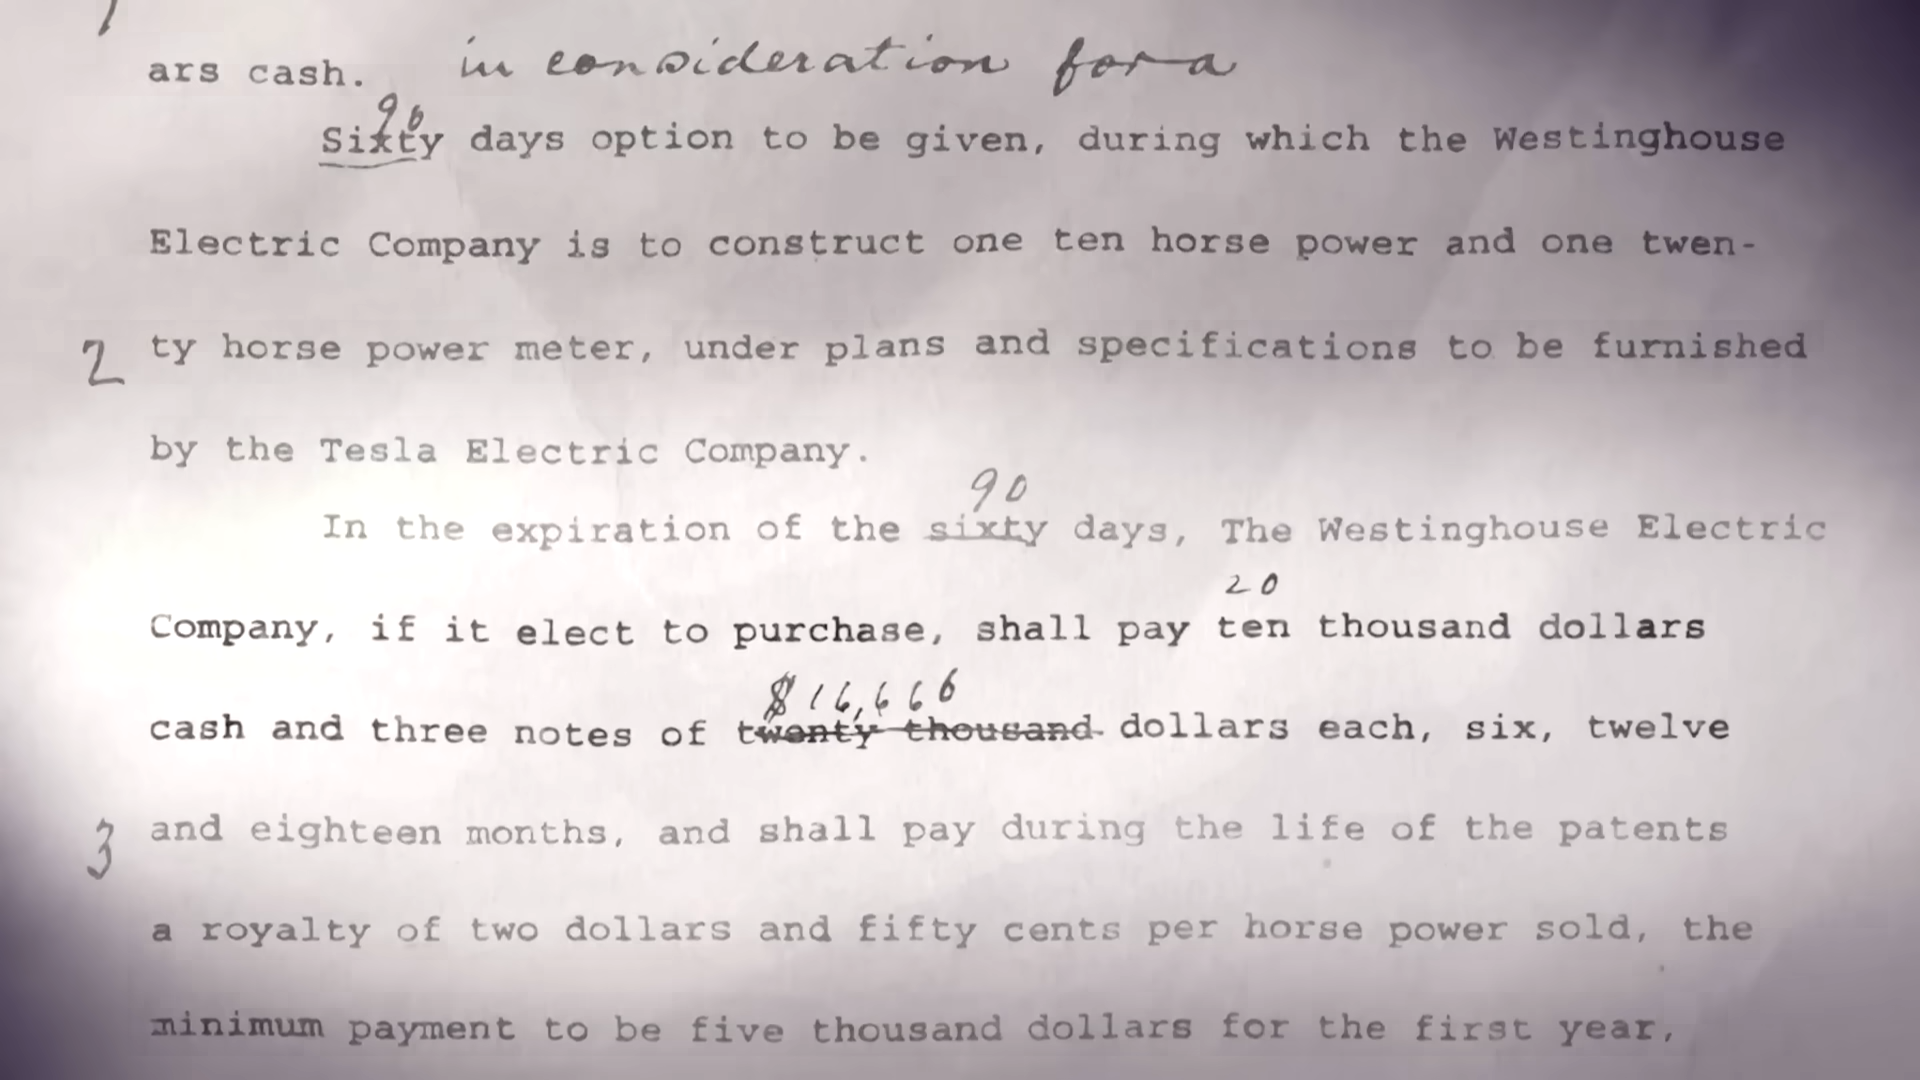 1
ars cash. in consideration for a
90
Sixty days option to be given, during which the Westinghouse
Electric Company is to construct one ten horse power and one twen-
2 ty horse power meter, under plans and specifications to be furnished
by the Tesla Electric Company.
90
In the expiration of the sixty days, The Westinghouse Electric
20
Company, if it elect to purchase, shall pay ten thousand dollars
$16,666
cash and three notes of twenty thousand dollars each, six, twelve
3 and eighteen months, and shall pay during the life of the patents
a royalty of two dollars and fifty cents per horse power sold, the
minimum payment to be five thousand dollars for the first year,